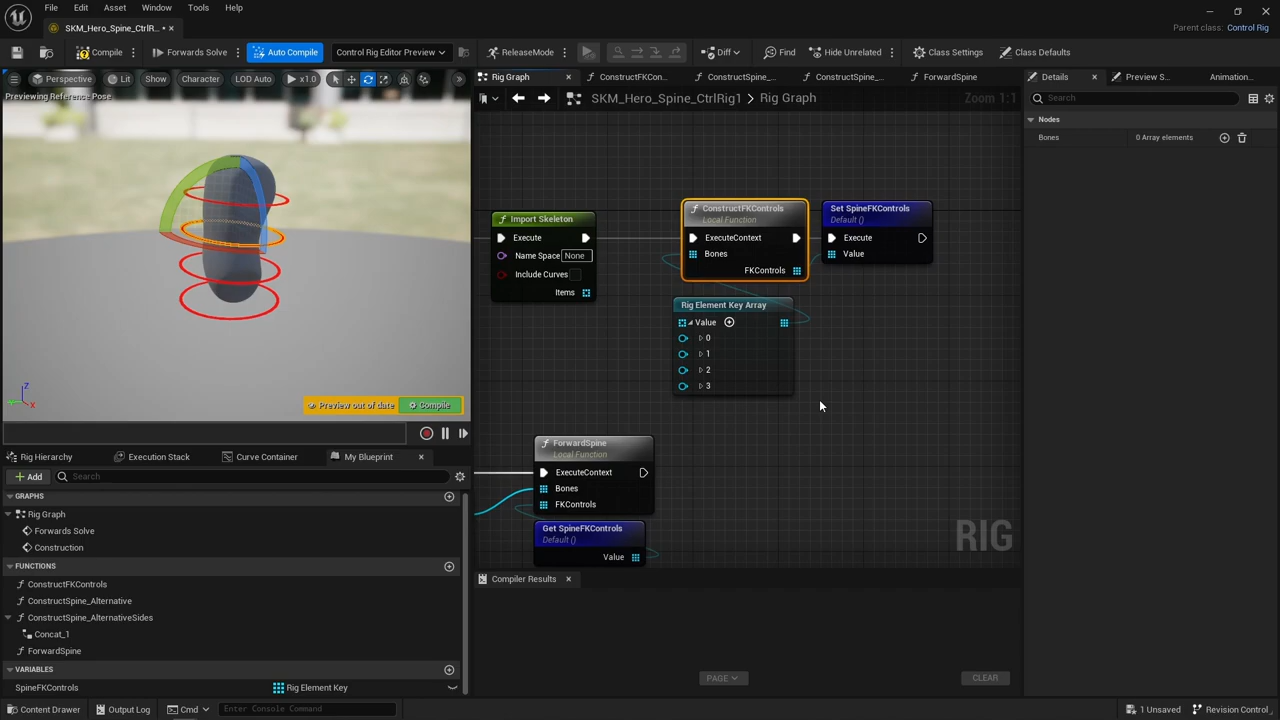 File Edit Asset Window Tools Help
SKM_Hero_Spine_CtrlR...
Parent class: Control Rig
Compile Forwards Solve Auto Compile Control Rig Editor Preview ReleaseMode Diff Find Hide Unrelated Class Settings Class Defaults
Perspective Lit Show Character LOD Auto x1.0
Previewing Reference Pose
Rig Graph ConstructFKCon... ConstructSpine_... ConstructSpine_... ForwardSpine
SKM_Hero_Spine_CtrlRig1 > Rig Graph Zoom 1:1
Details Preview S... Animation...
Search
Nodes
Bones 0 Array elements
Import Skeleton
Execute
Name Space None
Include Curves
Items
ConstructFKControls
Local Function
ExecuteContext
Bones
FKControls
Set SpineFKControls
Default ()
Execute
Value
Rig Element Key Array
Value
0
1
2
3
ForwardSpine
Local Function
ExecuteContext
Bones
FKControls
Get SpineFKControls
Default ()
Value
RIG
Z
X
Preview out of date Compile
Rig Hierarchy Execution Stack Curve Container My Blueprint
Add Search
GRAPHS
Rig Graph
Forwards Solve
Construction
FUNCTIONS
ConstructFKControls
ConstructSpine_Alternative
ConstructSpine_AlternativeSides
Concat_1
ForwardSpine
VARIABLES
SpineFKControls Rig Element Key
Compiler Results
PAGE CLEAR
Content Drawer Output Log Cmd Enter Console Command 1 Unsaved Revision Control